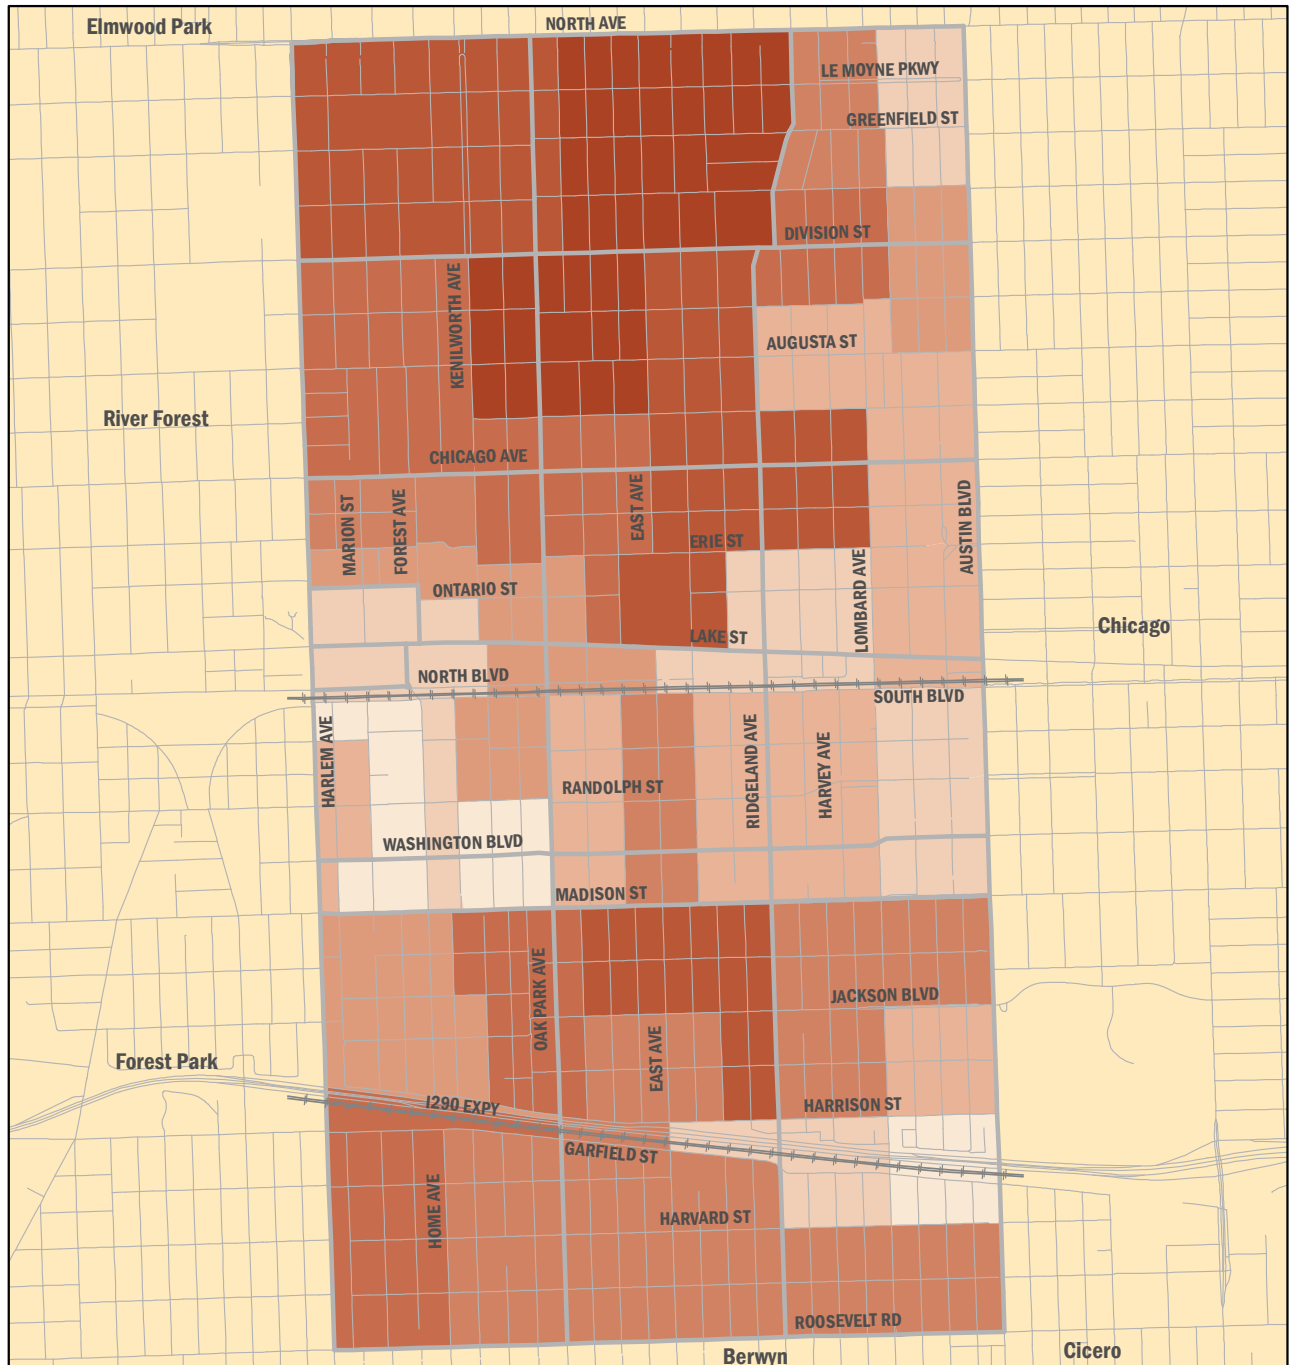 NORTH AVE
Elmwood Park
LE MOYNE PKWY
GREENFIELD ST
DIVISION ST
KENILWORTH AVE
AUGUSTA ST
River Forest
CHICAGO AVE
MARION ST
FOREST AVE
EAST AVE
AUSTIN BLVD
ERIE ST
LOMBARD AVE
ONTARIO ST
Chicago
LAKE ST
NORTH BLVD
SOUTH BLVD
HARLEM AVE
RIDGELAND AVE
HARVEY AVE
RANDOLPH ST
WASHINGTON BLVD
MADISON ST
OAK PARK AVE
JACKSON BLVD
EAST AVE
Forest Park
I290 EXPY
HARRISON ST
GARFIELD ST
HOME AVE
HARVARD ST
ROOSEVELT RD
Berwyn
Cicero